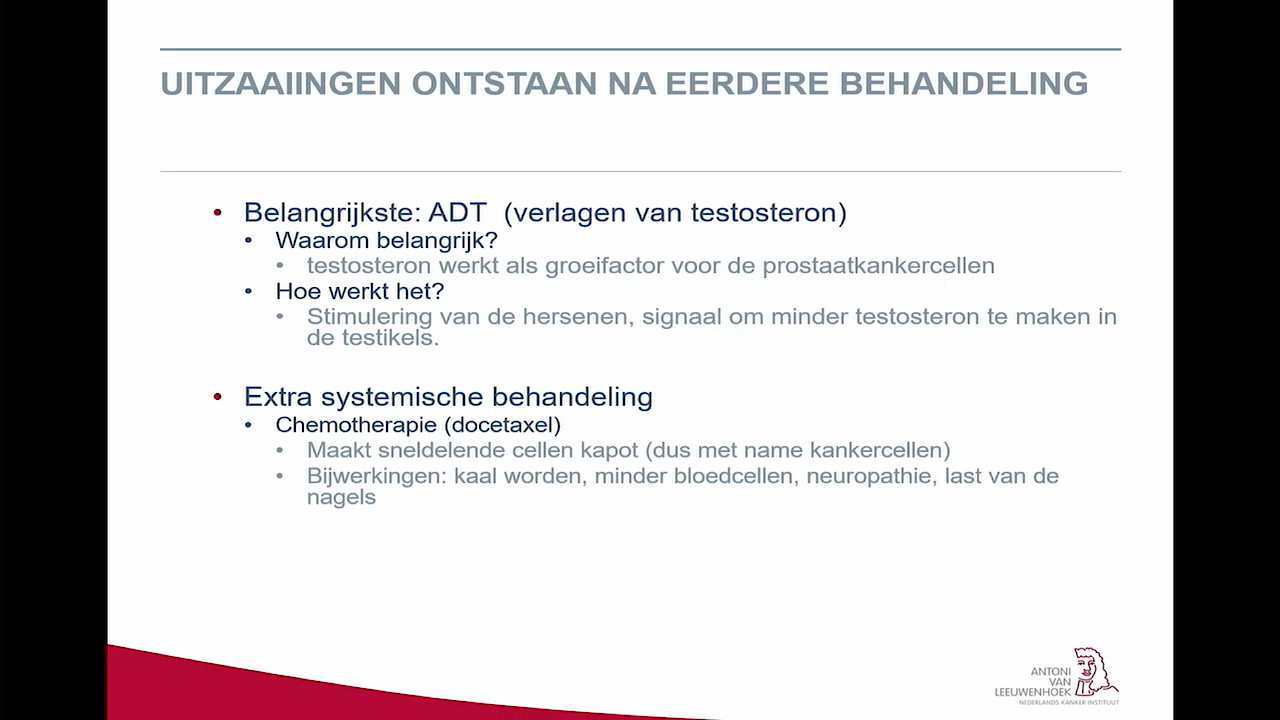 UITZAAIINGEN ONTSTAAN NA EERDERE BEHANDELING
• Belangrijkste: ADT (verlagen van testosteron)
• Waarom belangrijk?
• testosteron werkt als groeifactor voor de prostaatkankercellen
• Hoe werkt het?
• Stimulering van de hersenen, signaal om minder testosteron te maken in
de testikels.
• Extra systemische behandeling
• Chemotherapie (docetaxel)
• Maakt sneldelende cellen kapot (dus met name kankercellen)
• Bijwerkingen: kaal worden, minder bloedcellen, neuropathie, last van de
nagels
ANTONI
VAN
LEEUWENHOEK
NEDERLANDS KANKER INSTITUUT